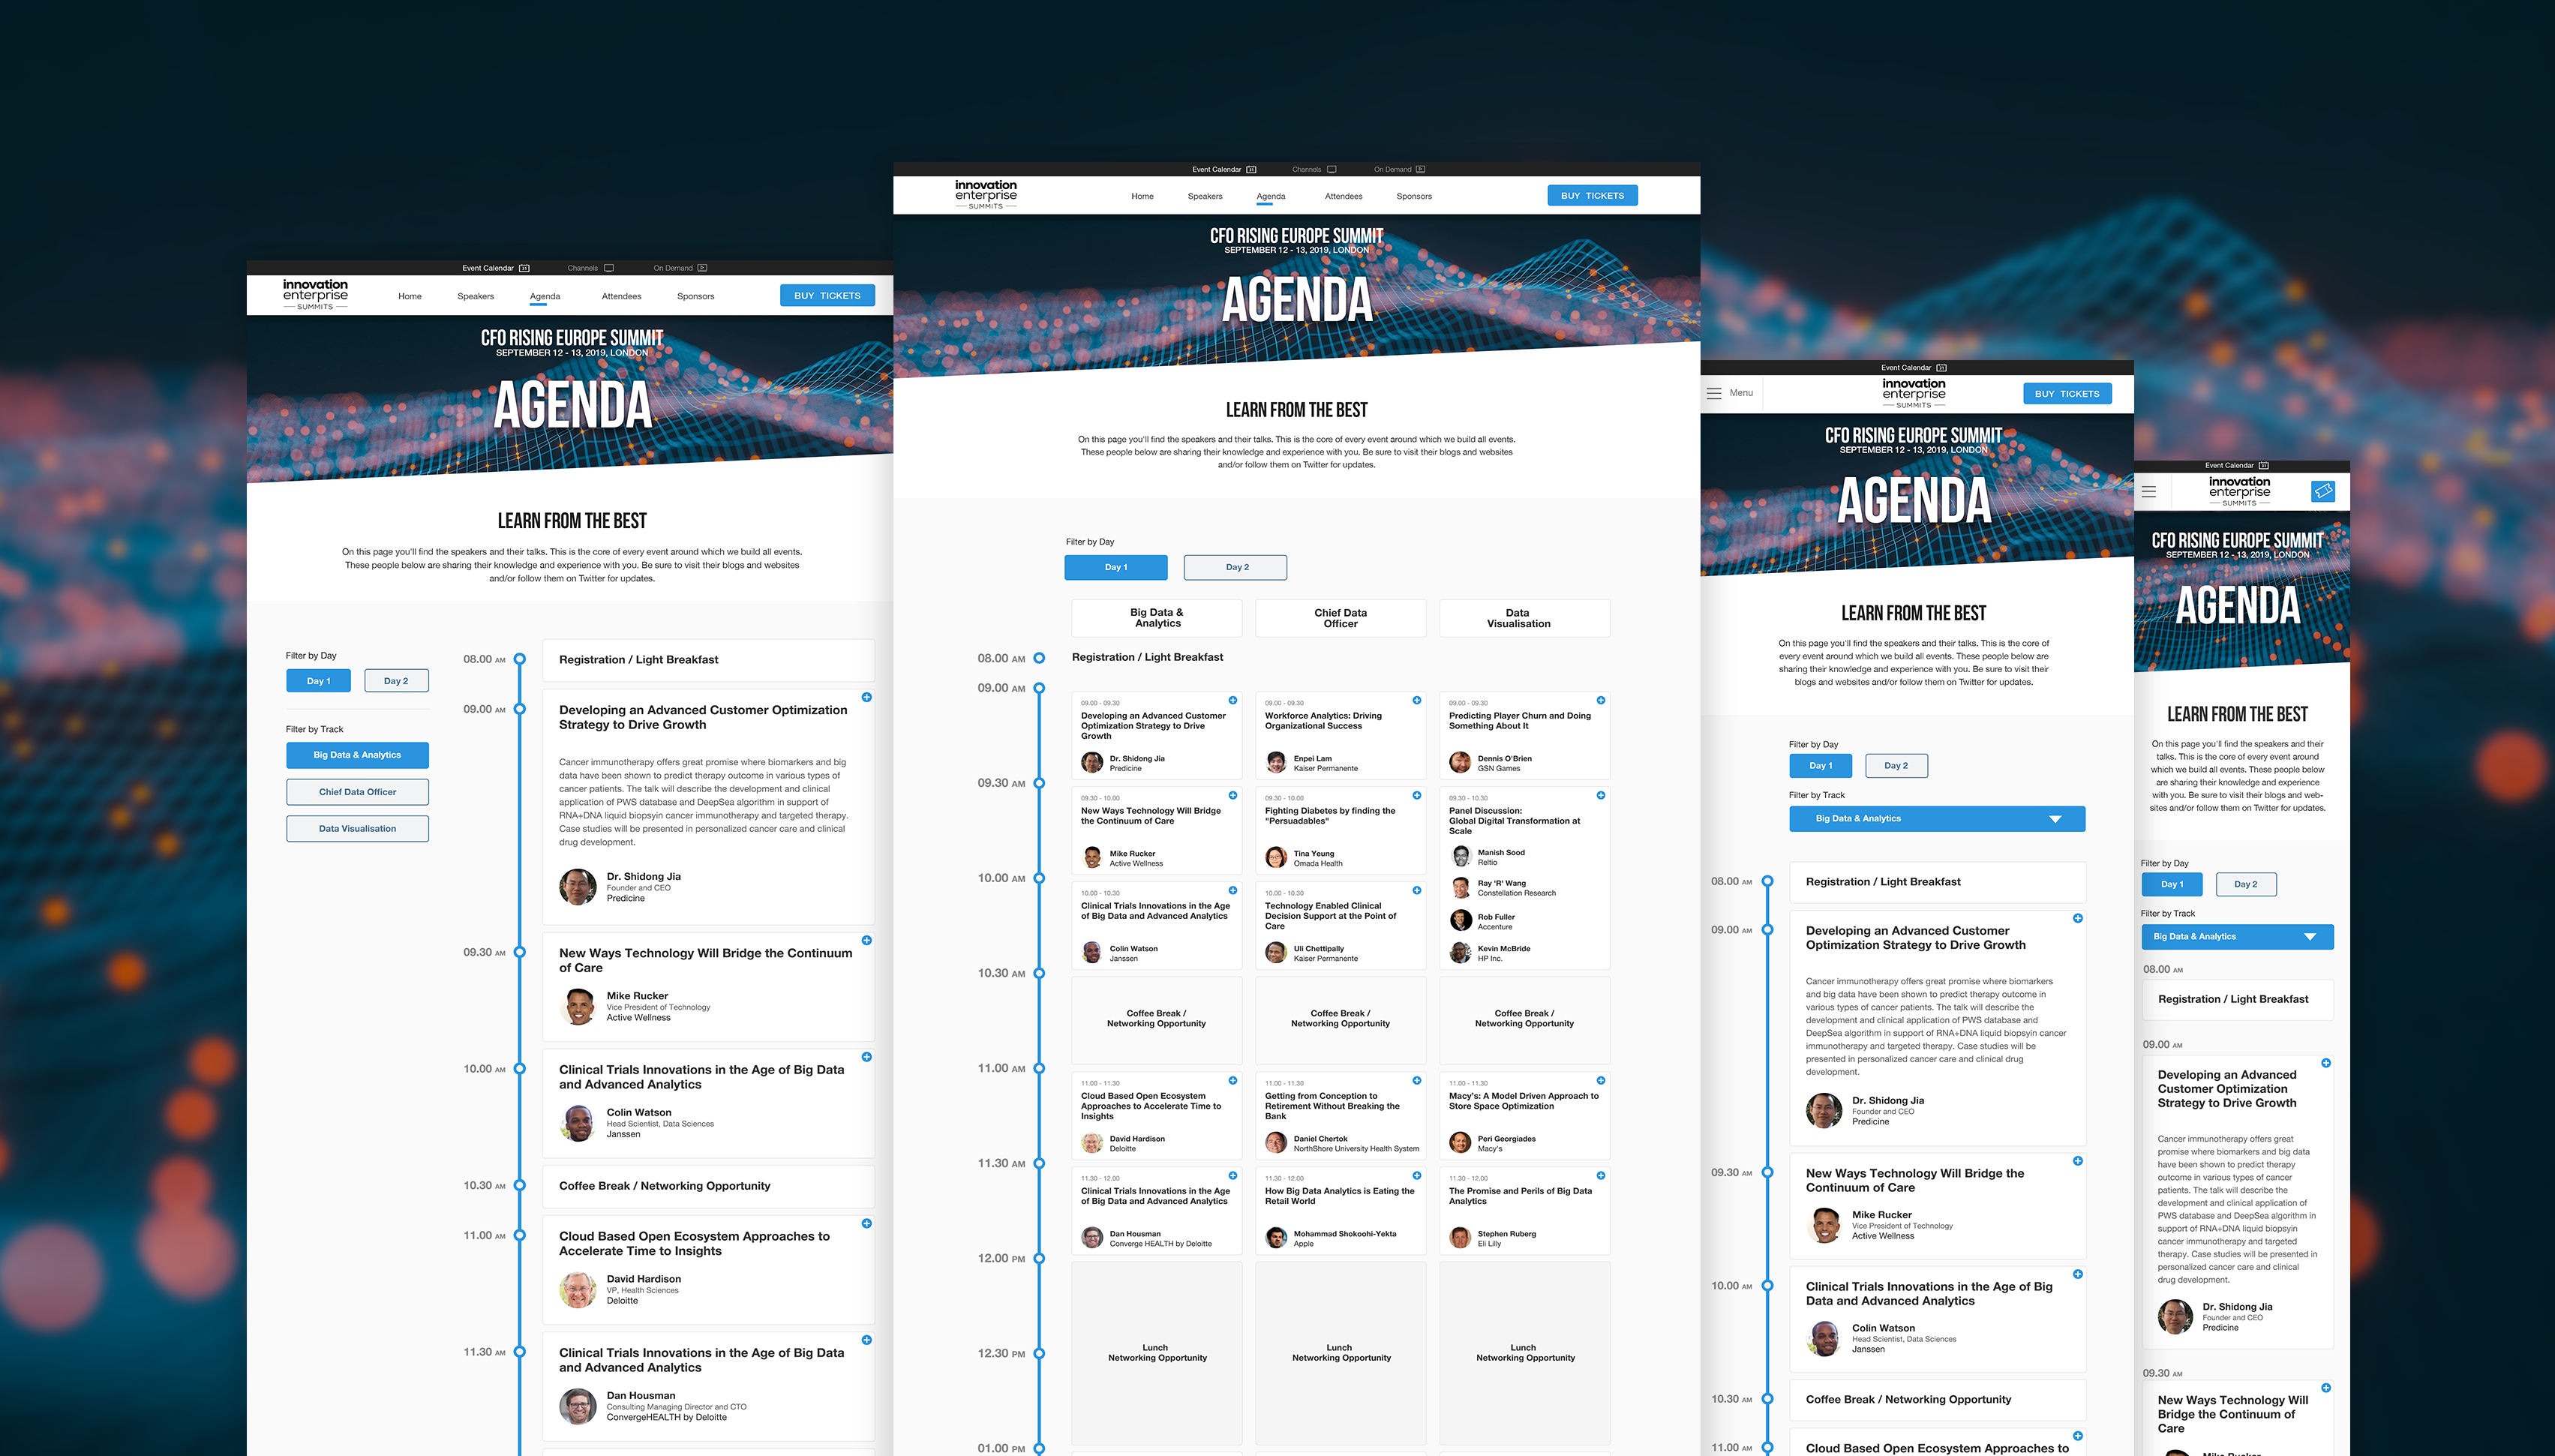 Event Calendar 31
Channels
On Demand
innovation
enterprise
SUMMITS
Home
Speakers
Agenda
Attendees
Sponsors
BUY TICKETS
CFO RISING EUROPE SUMMIT
SEPTEMBER 12 - 13, 2019, LONDON
AGENDA
LEARN FROM THE BEST
On this page you'll find the speakers and their talks. This is the core of every event around which we build all events.
These people below are sharing their knowledge and experience with you. Be sure to visit their blogs and websites
and/or follow them on Twitter for updates.
Filter by Day
Day 1
Day 2
Filter by Track
Big Data & Analytics
Chief Data Officer
Data Visualisation
08.00 AM
Registration / Light Breakfast
09.00 AM
Developing an Advanced Customer Optimization
Strategy to Drive Growth
Cancer immunotherapy offers great promise where biomarkers and big
data have been shown to predict therapy outcome in various types of
cancer patients. The talk will describe the development and clinical
application of PWS database and DeepSea algorithm in support of
RNA+DNA liquid biopsyin cancer immunotherapy and targeted therapy.
Case studies will be presented in personalized cancer care and clinical
drug development.
Dr. Shidong Jia
Founder and CEO
Predicine
09.30 AM
New Ways Technology Will Bridge the Continuum
of Care
Mike Rucker
Vice President of Technology
Active Wellness
10.00 AM
Clinical Trials Innovations in the Age of Big Data
and Advanced Analytics
Colin Watson
Head Scientist, Data Sciences
Janssen
10.30 AM
Coffee Break / Networking Opportunity
11.00 AM
Cloud Based Open Ecosystem Approaches to
Accelerate Time to Insights
David Hardison
VP, Health Sciences
Deloitte
11.30 AM
Clinical Trials Innovations in the Age of Big Data
and Advanced Analytics
Dan Housman
Consulting Managing Director and CTO
ConvergeHEALTH by Deloitte
Event Calendar 31
Channels
On Demand
innovation
enterprise
SUMMITS
Home
Speakers
Agenda
Attendees
Sponsors
BUY TICKETS
CFO RISING EUROPE SUMMIT
SEPTEMBER 12 - 13, 2019, LONDON
AGENDA
LEARN FROM THE BEST
On this page you'll find the speakers and their talks. This is the core of every event around which we build all events.
These people below are sharing their knowledge and experience with you. Be sure to visit their blogs and websites
and/or follow them on Twitter for updates.
Filter by Day
Day 1
Day 2
Big Data &
Analytics
Chief Data
Officer
Data
Visualisation
08.00 AM
Registration / Light Breakfast
09.00 AM
09.00 - 09.30
Developing an Advanced Customer
Optimization Strategy to Drive
Growth
Dr. Shidong Jia
Predicine
09.00 - 09.30
Workforce Analytics: Driving
Organizational Success
Enpei Lam
Kaiser Permanente
09.00 - 09.30
Predicting Player Churn and Doing
Something About It
Dennis O'Brien
GSN Games
09.30 AM
09.30 - 10.00
New Ways Technology Will Bridge
the Continuum of Care
Mike Rucker
Active Wellness
09.30 - 10.00
Fighting Diabetes by finding the
"Persuadables"
Tina Yeung
Omada Health
09.30 - 10.30
Panel Discussion:
Global Digital Transformation at
Scale
Manish Sood
Reltio
Ray 'R' Wang
Constellation Research
Rob Fuller
Accenture
Kevin McBride
HP Inc.
10.00 AM
10.00 - 10.30
Clinical Trials Innovations in the Age
of Big Data and Advanced Analytics
Colin Watson
Janssen
10.00 - 10.30
Technology Enabled Clinical
Decision Support at the Point of
Care
Uli Chettipally
Kaiser Permanente
10.30 AM
Coffee Break /
Networking Opportunity
Coffee Break /
Networking Opportunity
Coffee Break /
Networking Opportunity
11.00 AM
11.00 - 11.30
Cloud Based Open Ecosystem
Approaches to Accelerate Time to
Insights
David Hardison
Deloitte
11.00 - 11.30
Getting from Conception to
Retirement Without Breaking the
Bank
Daniel Chertok
NorthShore University Health System
11.00 - 11.30
Macy's: A Model Driven Approach to
Store Space Optimization
Peri Georgiades
Macy's
11.30 AM
11.30 - 12.00
Clinical Trials Innovations in the Age
of Big Data and Advanced Analytics
Dan Housman
Converge HEALTH by Deloitte
11.30 - 12.00
How Big Data Analytics is Eating the
Retail World
Mohammad Shokoohi-Yekta
Apple
11.30 - 12.00
The Promise and Perils of Big Data
Analytics
Stephen Ruberg
Eli Lilly
12.00 PM
Lunch
Networking Opportunity
Lunch
Networking Opportunity
Lunch
Networking Opportunity
12.30 PM
01.00 PM
Event Calendar 31
Menu
innovation
enterprise
SUMMITS
BUY TICKETS
CFO RISING EUROPE SUMMIT
SEPTEMBER 12 - 13, 2019, LONDON
AGENDA
LEARN FROM THE BEST
On this page you'll find the speakers and their talks. This is the core of
every event around which we build all events. These people below are
sharing their knowledge and experience with you. Be sure to visit their
blogs and websites and/or follow them on Twitter for updates.
Filter by Day
Day 1
Day 2
Filter by Track
Big Data & Analytics
08.00 AM
Registration / Light Breakfast
09.00 AM
Developing an Advanced Customer
Optimization Strategy to Drive Growth
Cancer immunotherapy offers great promise where biomarkers
and big data have been shown to predict therapy outcome in
various types of cancer patients. The talk will describe the
development and clinical application of PWS database and
DeepSea algorithm in support of RNA+DNA liquid biopsyin cancer
immunotherapy and targeted therapy. Case studies will be
presented in personalized cancer care and clinical drug
development.
Dr. Shidong Jia
Founder and CEO
Predicine
09.30 AM
New Ways Technology Will Bridge the
Continuum of Care
Mike Rucker
Vice President of Technology
Active Wellness
10.00 AM
Clinical Trials Innovations in the Age of Big
Data and Advanced Analytics
Colin Watson
Head Scientist, Data Sciences
Janssen
10.30 AM
Coffee Break / Networking Opportunity
11.00 AM
Cloud Based Open Ecosystem Approaches to
Event Calendar 31
innovation
enterprise
SUMMITS
CFO RISING EUROPE SUMMIT
SEPTEMBER 12 - 13, 2019, LONDON
AGENDA
LEARN FROM THE BEST
On this page you'll find the speakers and their
talks. This is the core of every event around
which we build all events. These people below
are sharing their knowledge and experience
with you. Be sure to visit their blogs and web-
sites and/or follow them on Twitter for updates.
Filter by Day
Day 1
Day 2
Filter by Track
Big Data & Analytics
08.00 AM
Registration / Light Breakfast
09.00 AM
Developing an Advanced
Customer Optimization
Strategy to Drive Growth
Cancer immunotherapy offers great
promise where biomarkers and big data
have been shown to predict therapy
outcome in various types of cancer
patients. The talk will describe the
development and clinical application of
PWS database and DeepSea algorithm in
support of RNA+DNA liquid biopsyin
cancer immunotherapy and targeted
therapy. Case studies will be presented in
personalized cancer care and clinical
drug development.
Dr. Shidong Jia
Founder and CEO
Predicine
09.30 AM
New Ways Technology Will
Bridge the Continuum of
Care
Mike Rucker